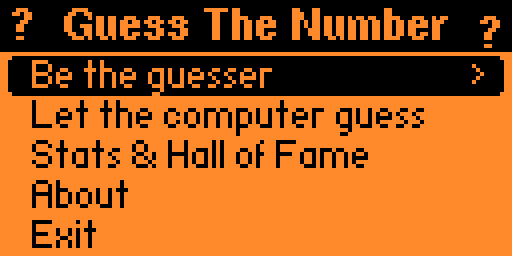 ? Guess The Number ?
Be the guesser >
Let the computer guess
Stats & Hall of Fame
About
Exit